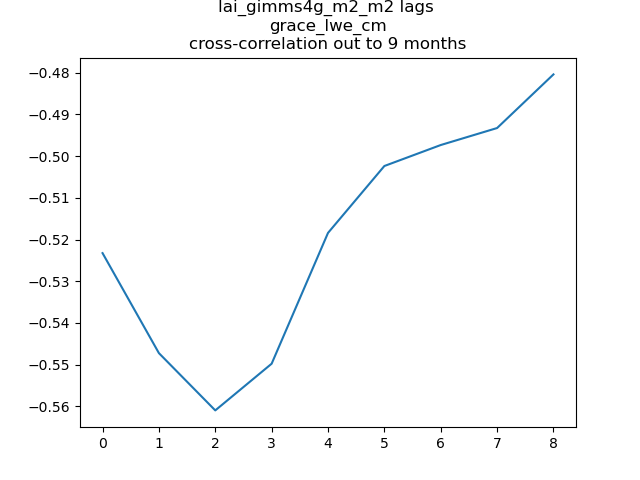 lai_gimms4g_m2_m2 lags
grace_lwe_cm
cross-correlation out to 9 months
−0.48
−0.49
−0.50
−0.51
−0.52
−0.53
−0.54
−0.55
−0.56
0 1 2 3 4 5 6 7 8